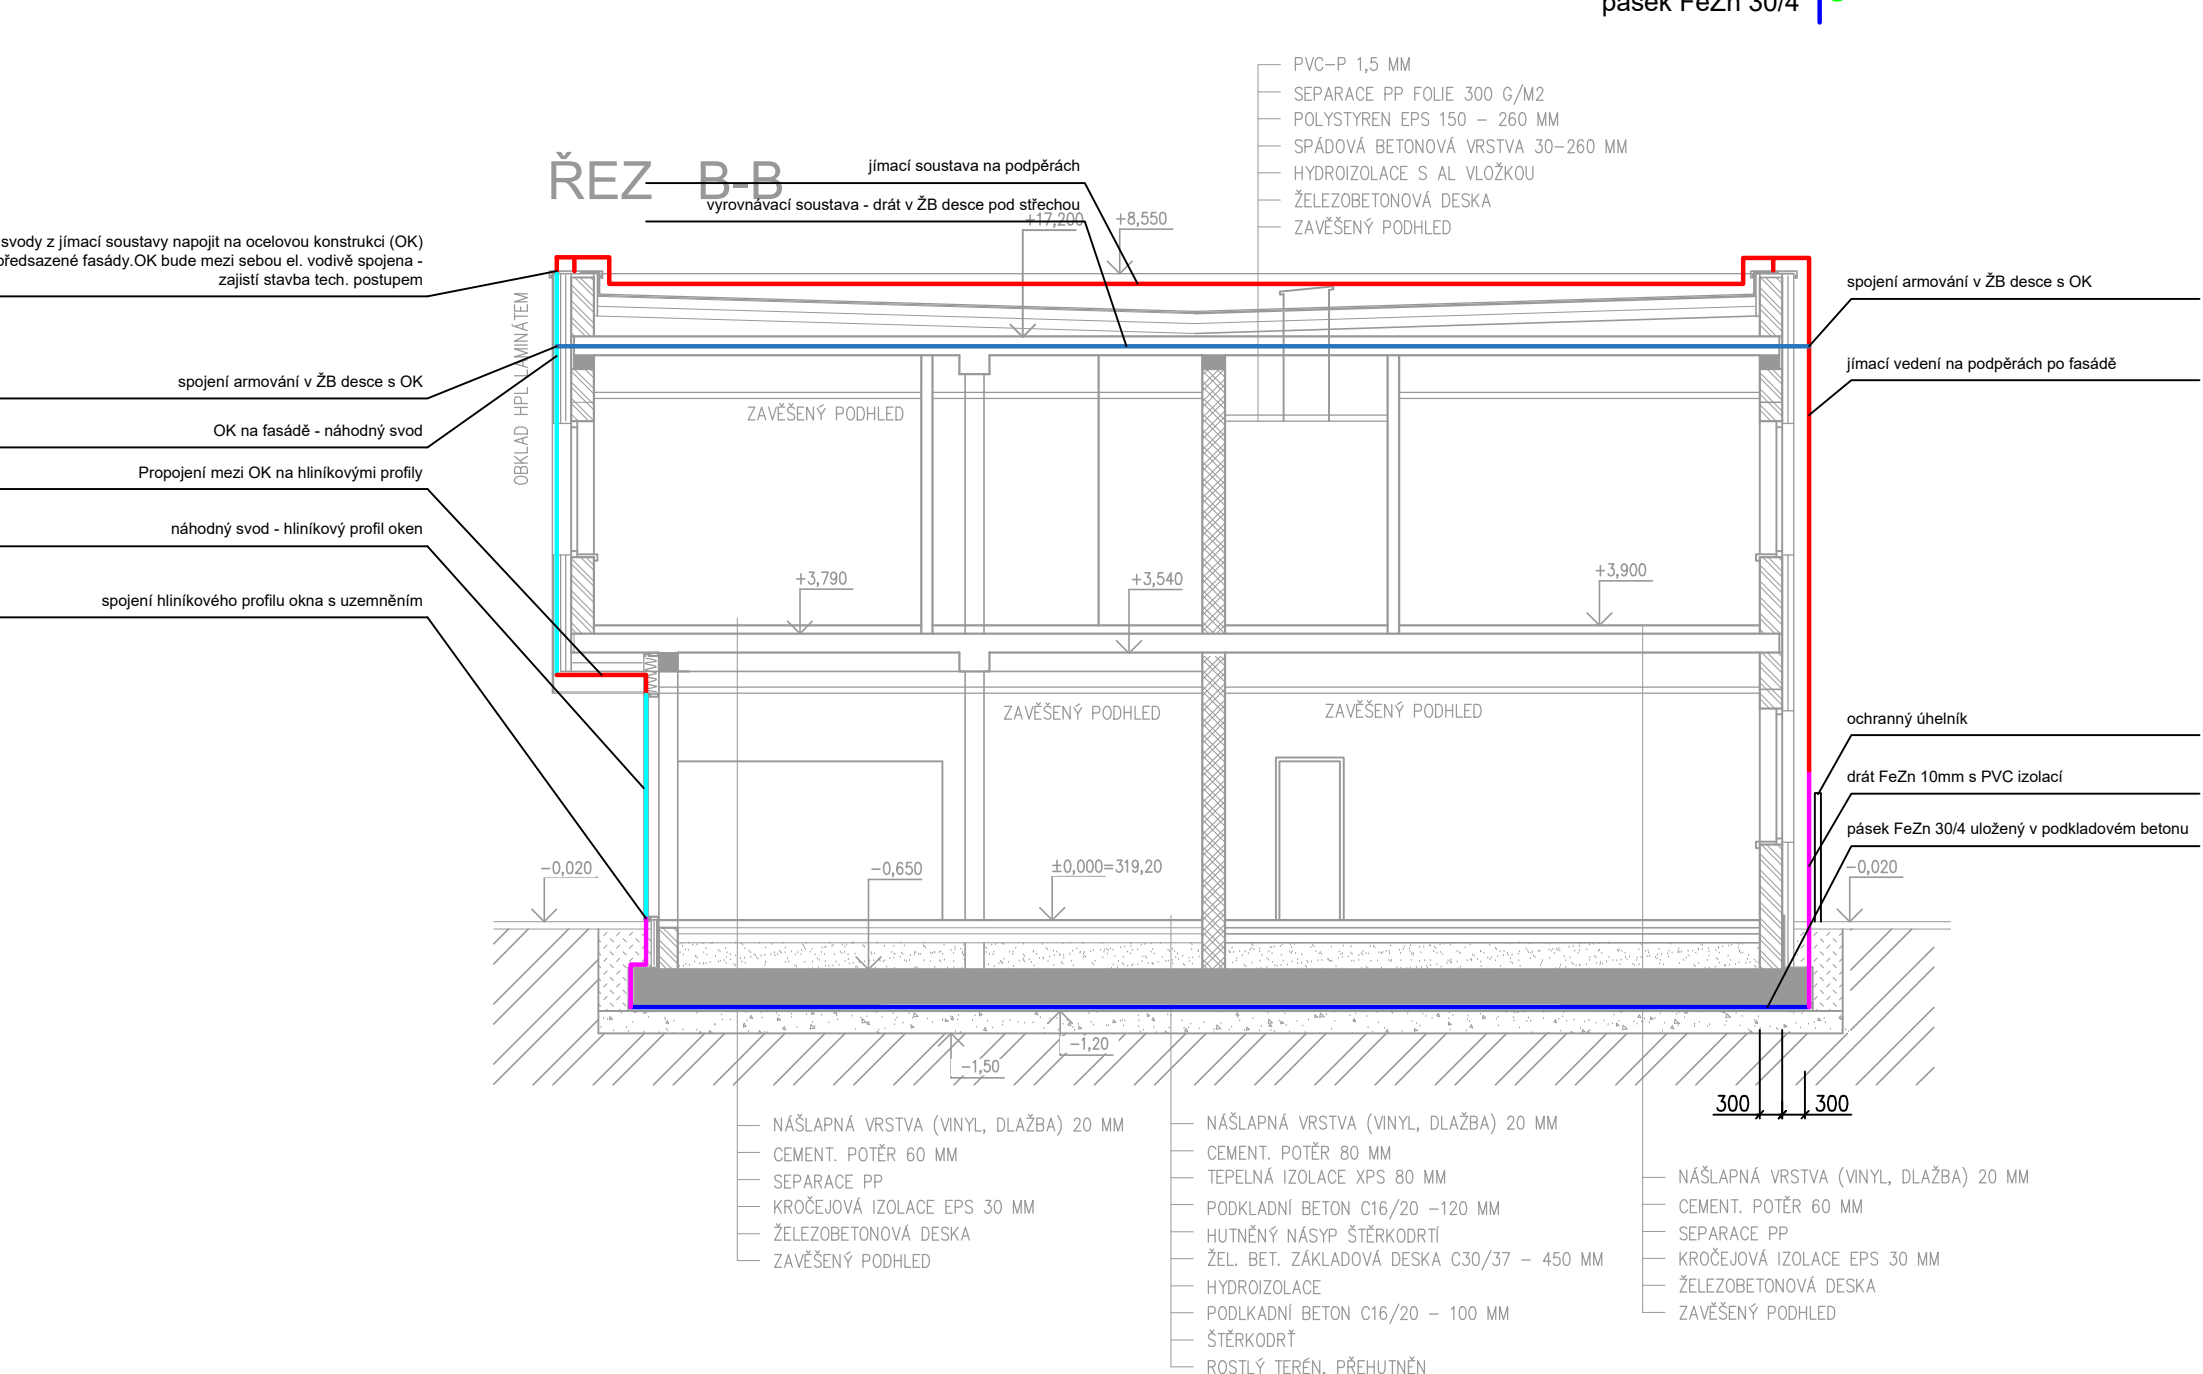 pásek FeZn 30/4
PVC-P 1,5 MM
SEPARACE PP FOLIE 300 G/M2
POLYSTYREN EPS 150 - 260 MM
SPÁDOVÁ BETONOVÁ VRSTVA 30-260 MM
HYDROIZOLACE S AL VLOŽKOU
ŽELEZOBETONOVÁ DESKA
ZAVĚŠENÝ PODHLED
ŘEZ B-B
jímací soustava na podpěrách
vyrovnávací soustava - drát v ŽB desce pod střechou
+17,200
+8,550
svody z jímací soustavy napojit na ocelovou konstrukci (OK)
předsazené fasády.OK bude mezi sebou el. vodivě spojena -
zajistí stavba tech. postupem
spojení armování v ŽB desce s OK
OK na fasádě - náhodný svod
Propojení mezi OK na hliníkovými profily
náhodný svod - hliníkový profil oken
spojení hliníkového profilu okna s uzemněním
OBKLAD HPL LAMINÁTEM
spojení armování v ŽB desce s OK
jímací vedení na podpěrách po fasádě
ochranný úhelník
drát FeZn 10mm s PVC izolací
pásek FeZn 30/4 uložený v podkladovém betonu
ZAVĚŠENÝ PODHLED
+3,790
+3,540
+3,900
ZAVĚŠENÝ PODHLED
ZAVĚŠENÝ PODHLED
-0,020
-0,650
±0,000=319,20
-0,020
-1,20
-1,50
300
300
NÁŠLAPNÁ VRSTVA (VINYL, DLAŽBA) 20 MM
CEMENT. POTĚR 60 MM
SEPARACE PP
KROČEJOVÁ IZOLACE EPS 30 MM
ŽELEZOBETONOVÁ DESKA
ZAVĚŠENÝ PODHLED
NÁŠLAPNÁ VRSTVA (VINYL, DLAŽBA) 20 MM
CEMENT. POTĚR 80 MM
TEPELNÁ IZOLACE XPS 80 MM
PODKLADNÍ BETON C16/20 -120 MM
HUTNĚNÝ NÁSYP ŠTĚRKODRTÍ
ŽEL. BET. ZÁKLADOVÁ DESKA C30/37 - 450 MM
HYDROIZOLACE
PODLKADNÍ BETON C16/20 - 100 MM
ŠTĚRKODRŤ
ROSTLÝ TERÉN, PŘEHUTNĚN
NÁŠLAPNÁ VRSTVA (VINYL, DLAŽBA) 20 MM
CEMENT. POTĚR 60 MM
SEPARACE PP
KROČEJOVÁ IZOLACE EPS 30 MM
ŽELEZOBETONOVÁ DESKA
ZAVĚŠENÝ PODHLED